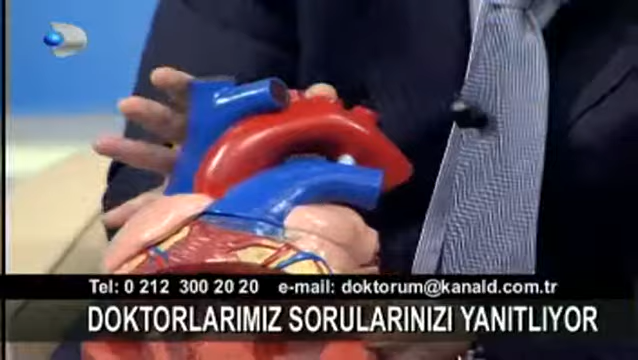 Tel: 0 212 300 20 20 e-mail: doktorum@kanald.com.tr
DOKTORLARIMIZ SORULARINIZI YANITLIYOR